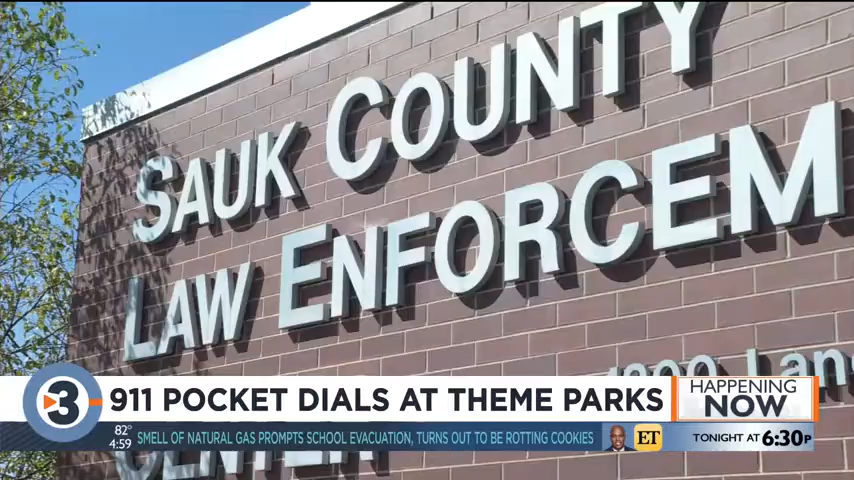 SAUK COUNTY
LAW ENFORCEM
CENTER
3
911 POCKET DIALS AT THEME PARKS
HAPPENING
NOW
82°
4:59
SMELL OF NATURAL GAS PROMPTS SCHOOL EVACUATION, TURNS OUT TO BE ROTTING COOKIES
ET
TONIGHT AT 6:30P